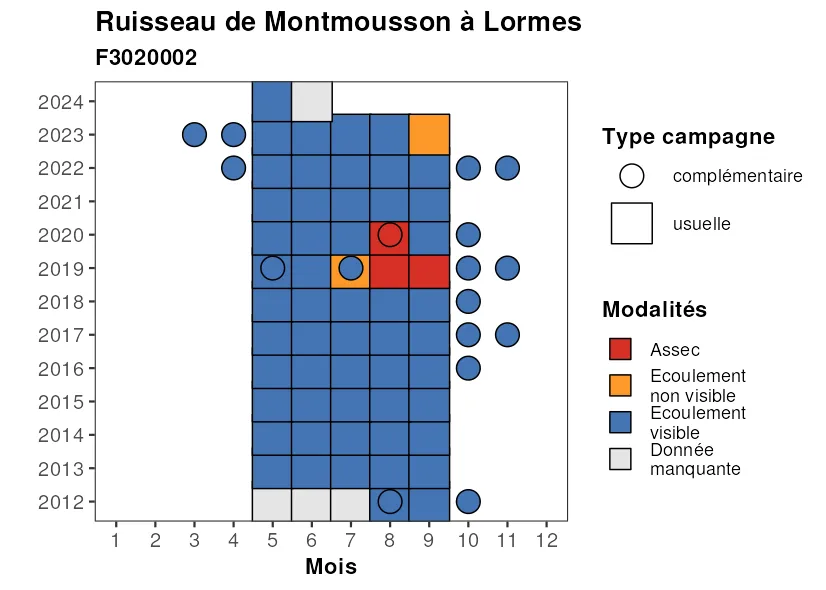 Ruisseau de Montmousson à Lormes
F3020002
2024
2023
2022
2021
2020
2019
2018
2017
2016
2015
2014
2013
2012
1 2 3 4 5 6 7 8 9 10 11 12
Mois
Type campagne
complémentaire
usuelle
Modalités
Assec
Ecoulement
non visible
Ecoulement
visible
Donnée
manquante